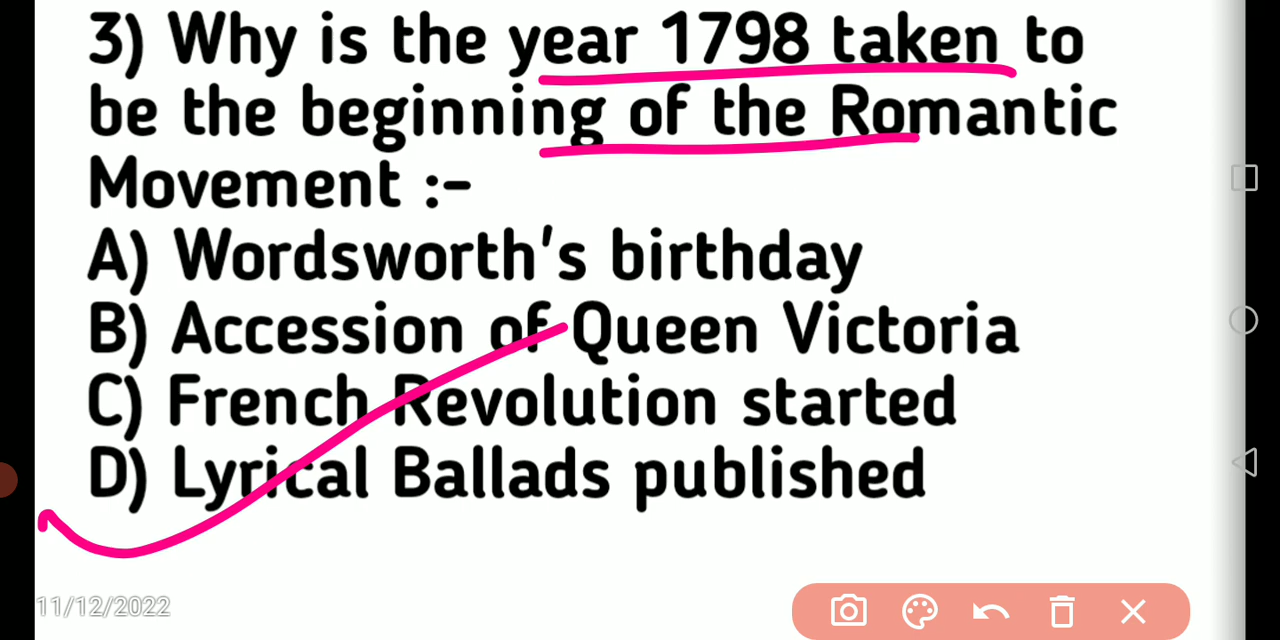 3) Why is the year 1798 taken to
be the beginning of the Romantic
Movement :-
A) Wordsworth's birthday
B) Accession of Queen Victoria
C) French Revolution started
D) Lyrical Ballads published
11/12/2022